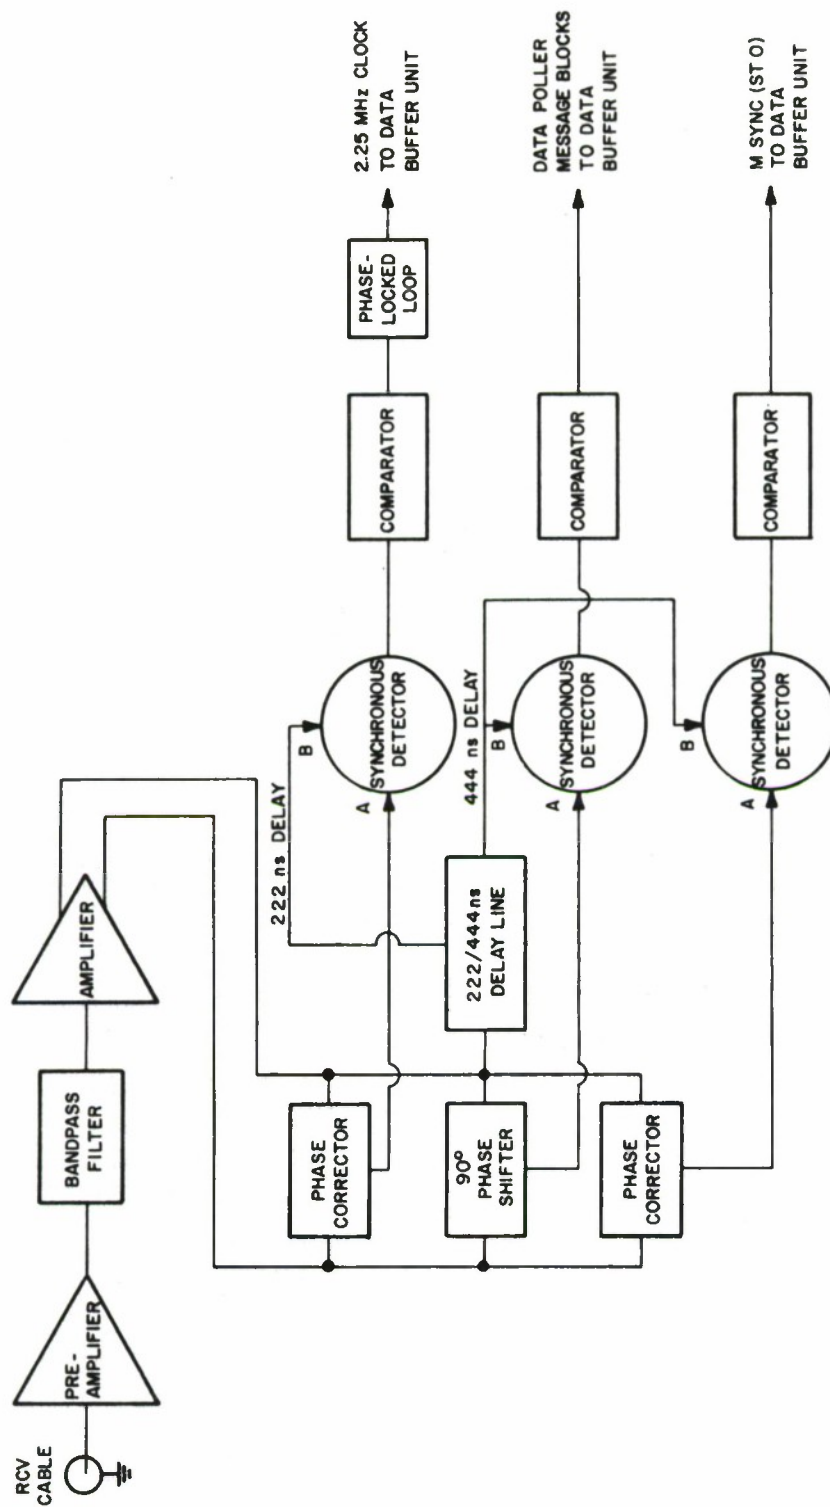 RCV
CABLE
PRE-
AMPLIFIER
BANDPASS
FILTER
AMPLIFIER
PHASE
CORRECTOR
90°
PHASE
SHIFTER
PHASE
CORRECTOR
222/444ns
DELAY LINE
222 ns DELAY
444 ns DELAY
A
B
SYNCHRONOUS
DETECTOR
COMPARATOR
PHASE-
LOCKED
LOOP
2.25 MHz CLOCK
TO DATA
BUFFER UNIT
A
B
SYNCHRONOUS
DETECTOR
COMPARATOR
DATA POLLER
MESSAGE BLOCKS
TO DATA
BUFFER UNIT
A
B
SYNCHRONOUS
DETECTOR
COMPARATOR
M SYNC (ST 0)
TO DATA
BUFFER UNIT